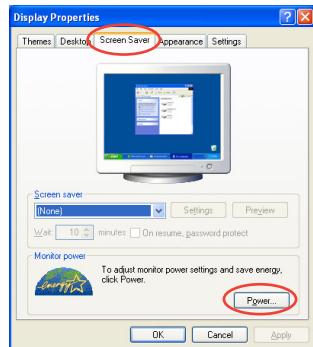 Display Properties
Themes Desktop Screen Saver Appearance Settings
Screen saver
(None) Settings Preview
Wait: 10 minutes On resume, password protect
Monitor power
To adjust monitor power settings and save energy,
click Power.
energy
Power...
OK Cancel Apply